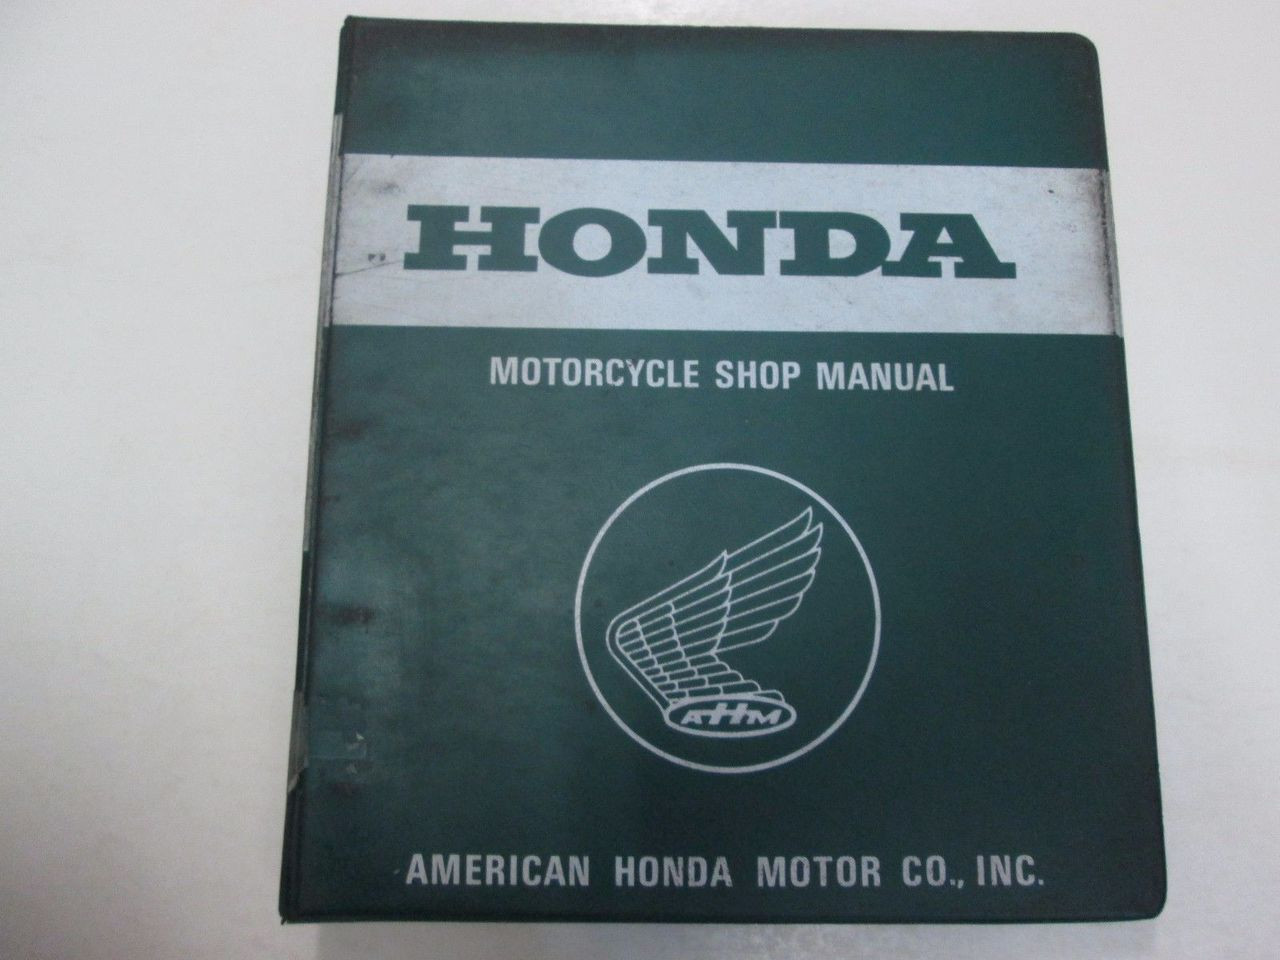 HONDA
MOTORCYCLE SHOP MANUAL
AHM
AMERICAN HONDA MOTOR CO., INC.